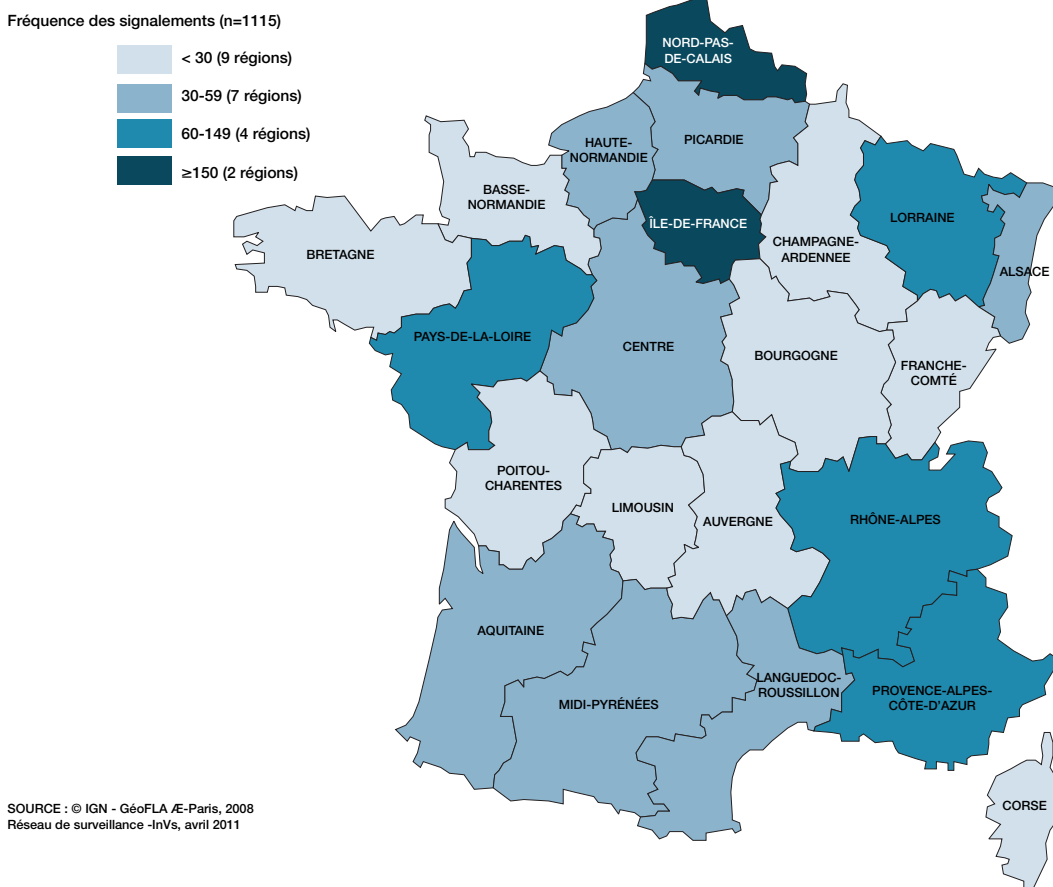 Fréquence des signalements (n=1115)
< 30 (9 régions)
30-59 (7 régions)
60-149 (4 régions)
≥150 (2 régions)
NORD-PAS-
DE-CALAIS
HAUTE-
NORMANDIE
PICARDIE
BASSE-
NORMANDIE
ÎLE-DE-FRANCE
LORRAINE
CHAMPAGNE-
ARDENNEE
BRETAGNE
ALSACE
PAYS-DE-LA-LOIRE
CENTRE
BOURGOGNE
FRANCHE-
COMTÉ
POITOU-
CHARENTES
LIMOUSIN
AUVERGNE
RHÔNE-ALPES
AQUITAINE
LANGUEDOC-
ROUSSILLON
MIDI-PYRÉNÉES
PROVENCE-ALPES-
CÔTE-D'AZUR
CORSE
SOURCE : © IGN - GéoFLA Æ-Paris, 2008
Réseau de surveillance -InVs, avril 2011